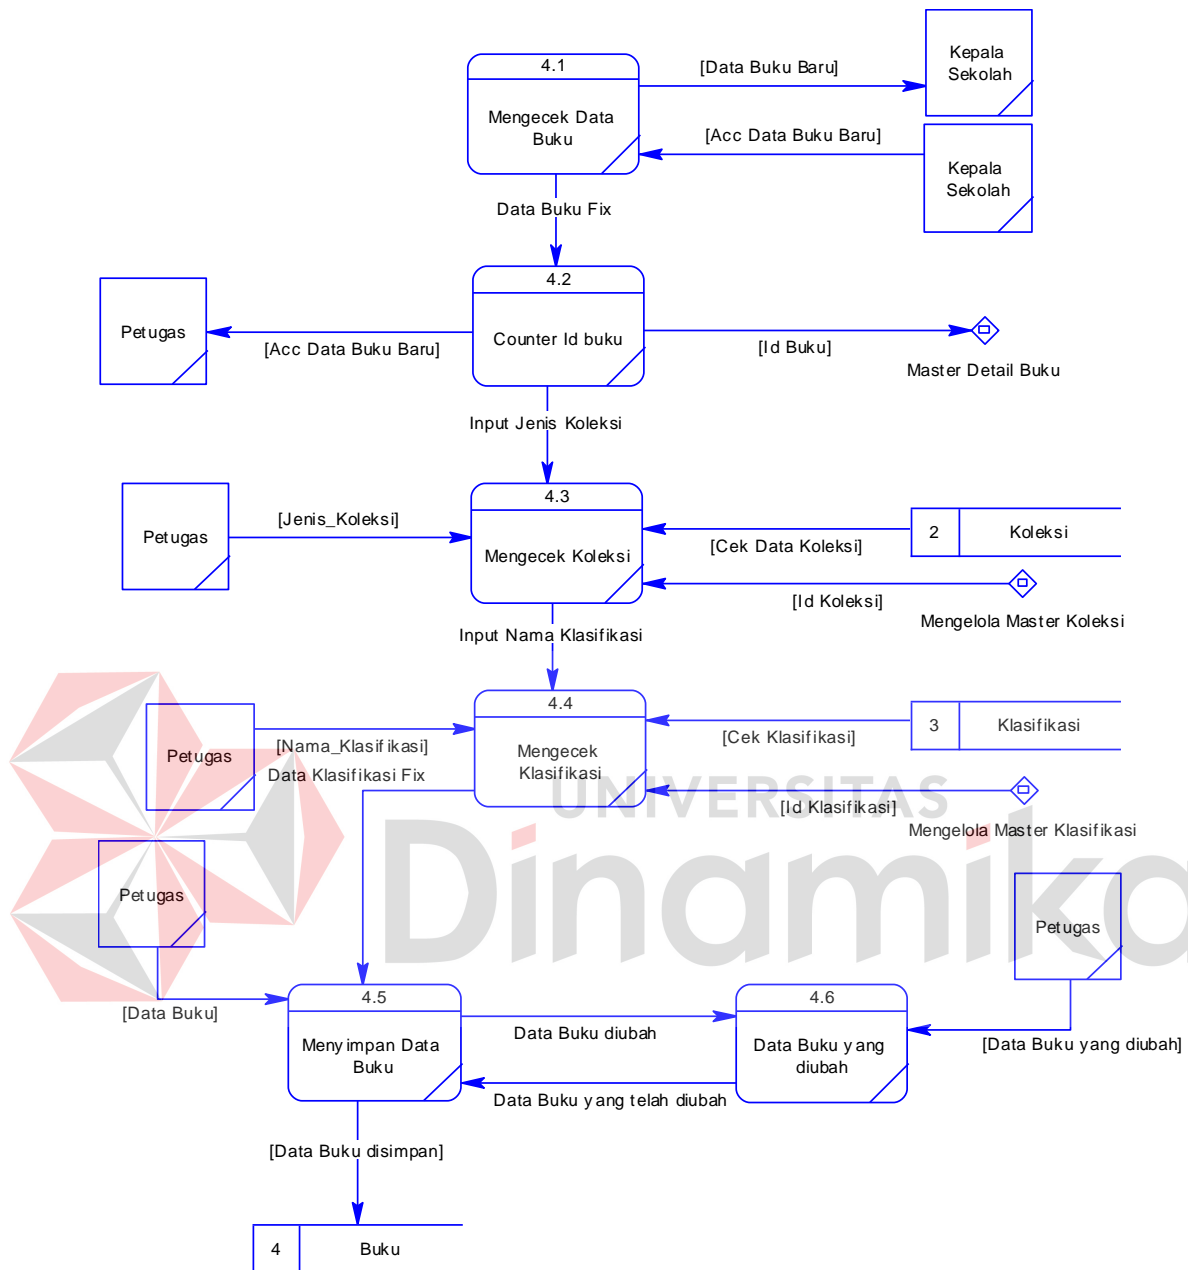 4.1
Mengecek Data
Buku
[Data Buku Baru]
Kepala
Sekolah
[Acc Data Buku Baru]
Kepala
Sekolah
Data Buku Fix
4.2
Counter Id buku
Petugas
[Acc Data Buku Baru]
[Id Buku]
Master Detail Buku
Input Jenis Koleksi
4.3
Mengecek Koleksi
Petugas
[Jenis_Koleksi]
[Cek Data Koleksi]
2
Koleksi
[Id Koleksi]
Mengelola Master Koleksi
Input Nama Klasifikasi
4.4
Mengecek
Klasifikasi
Petugas
[Nama_Klasifikasi]
Data Klasifikasi Fix
[Cek Klasifikasi]
3
Klasifikasi
[Id Klasifikasi]
Mengelola Master Klasifikasi
UNIVERSITAS
Dinamika
Petugas
Petugas
[Data Buku]
4.5
Menyimpan Data
Buku
Data Buku diubah
4.6
Data Buku yang
diubah
[Data Buku yang diubah]
Data Buku yang telah diubah
[Data Buku disimpan]
4
Buku